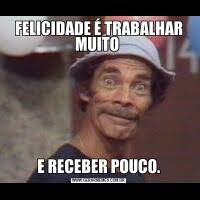 FELICIDADE É TRABALHAR
MUITO
E RECEBER POUCO.